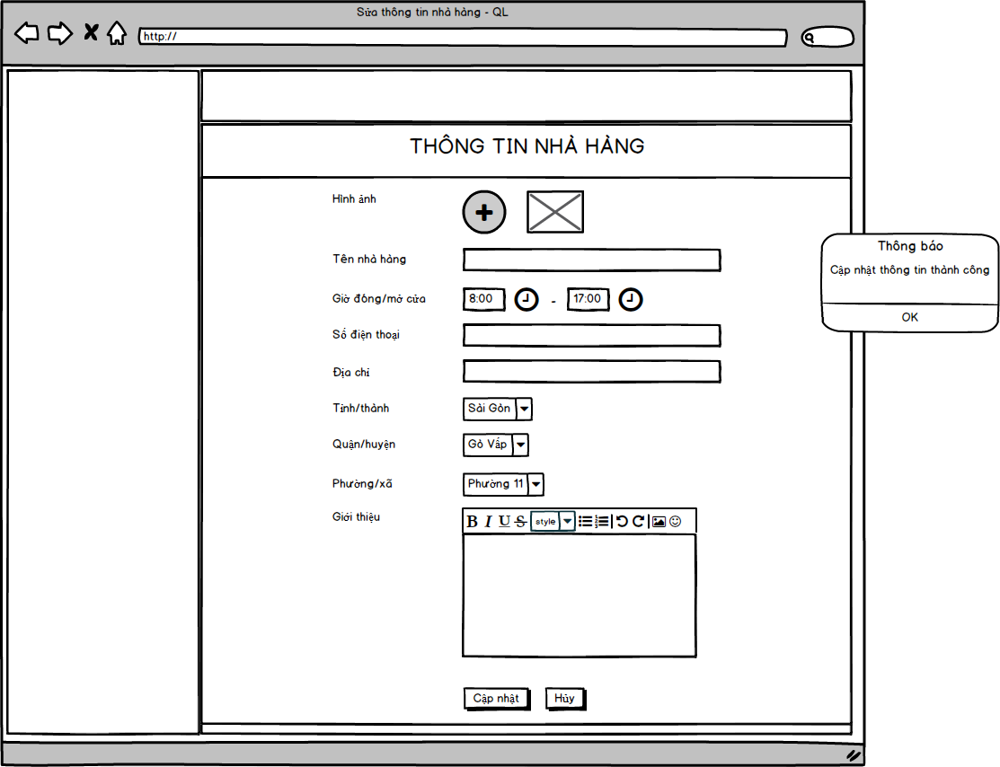 Sửa thông tin nhà hàng - QL
http://
THÔNG TIN NHÀ HÀNG
Hình ảnh
Tên nhà hàng
Giờ đóng/mở cửa 8:00 - 17:00
Số điện thoại
Địa chỉ
Tỉnh/thành Sài Gòn
Quận/huyện Gò Vấp
Phường/xã Phường 11
Giới thiệu B I U S style
Cập nhật Hủy
Thông báo
Cập nhật thông tin thành công
OK